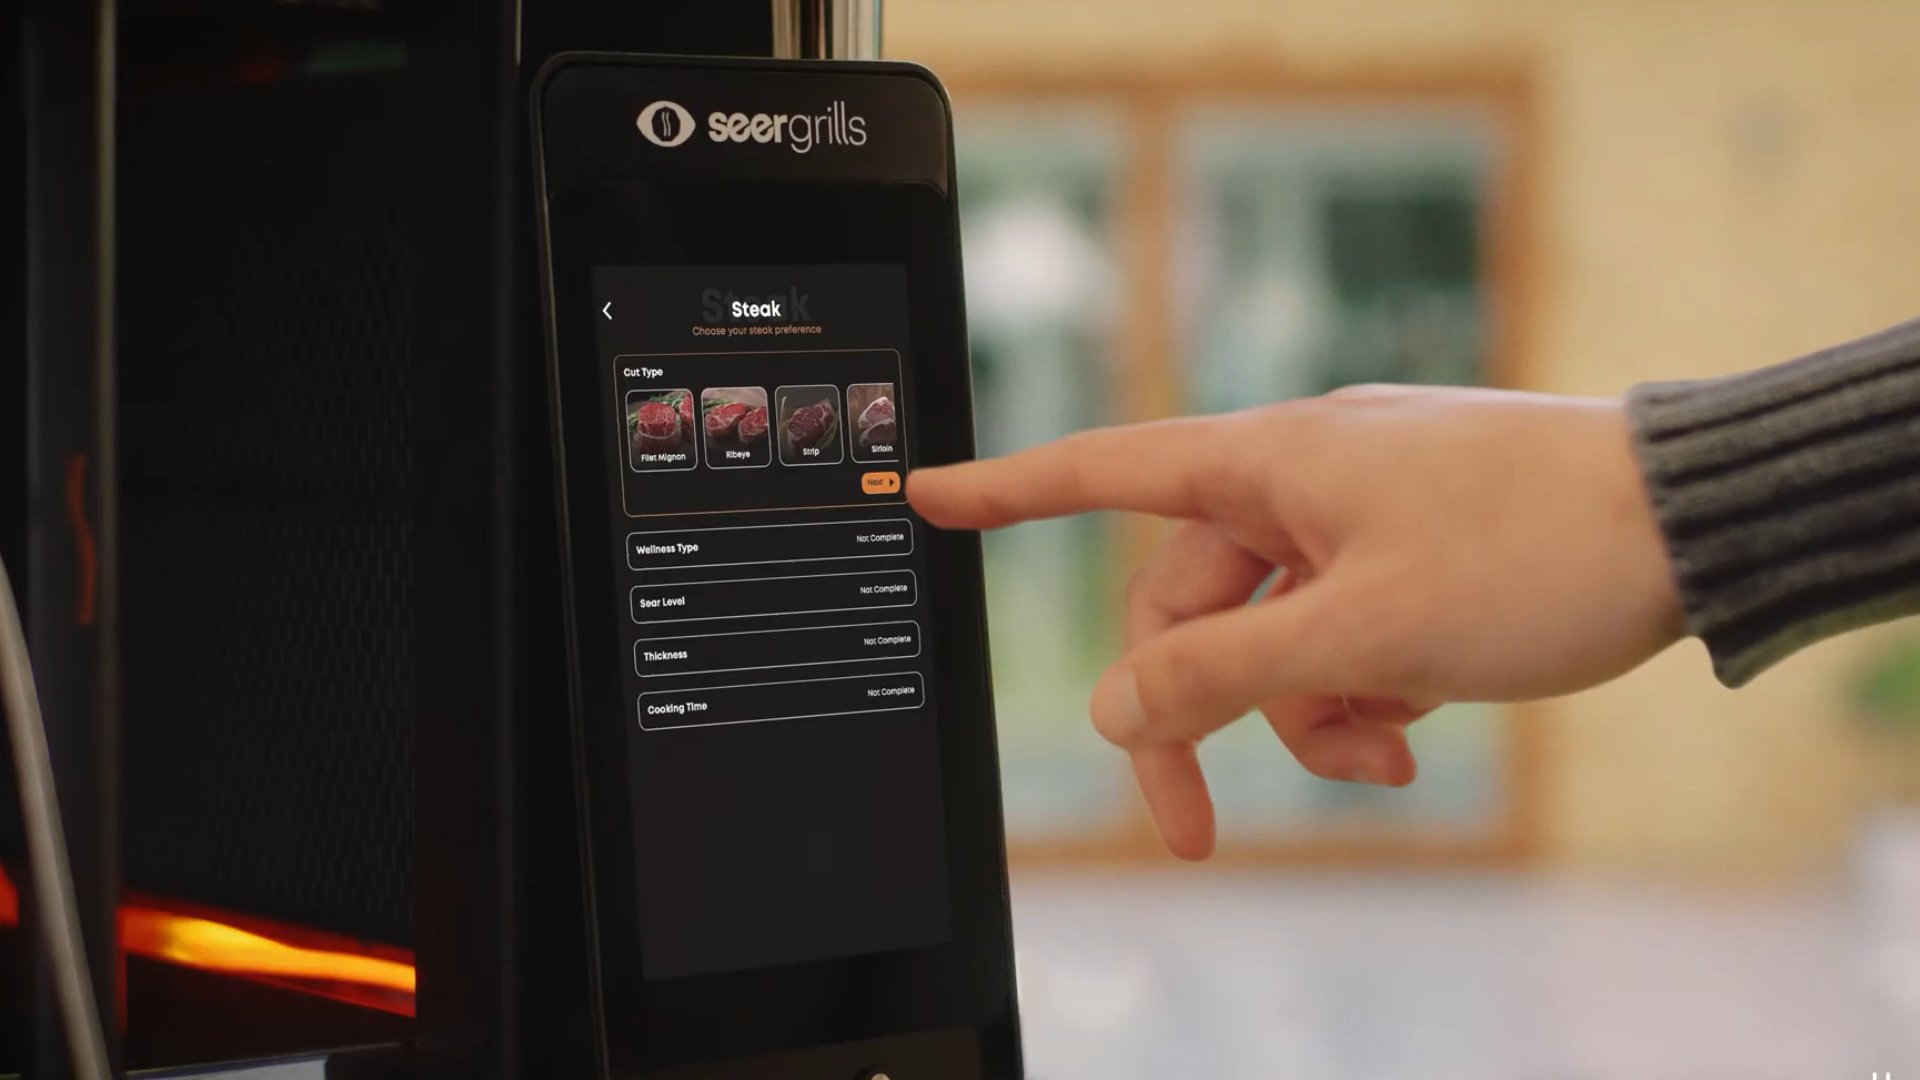 seergrills
Steak
Steak
Choose your steak preference
Cut Type
Filet Mignon
Ribeye
Strip
Sirloin
Next
Wellness Type
Not Complete
Sear Level
Not Complete
Thickness
Not Complete
Cooking Time
Not Complete